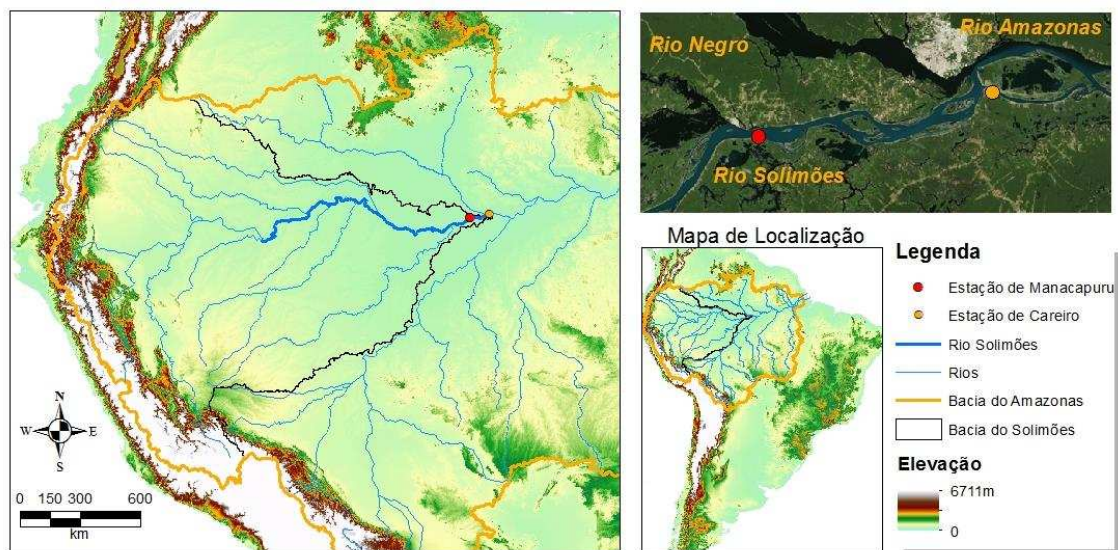 N
W E
S
0 150 300 600
km
Rio Amazonas
Rio Negro
Rio Solimões
Mapa de Localização
Legenda
Estação de Manacapuru
Estação de Careiro
Rio Solimões
Rios
Bacia do Amazonas
Bacia do Solimões
Elevação
6711m
0